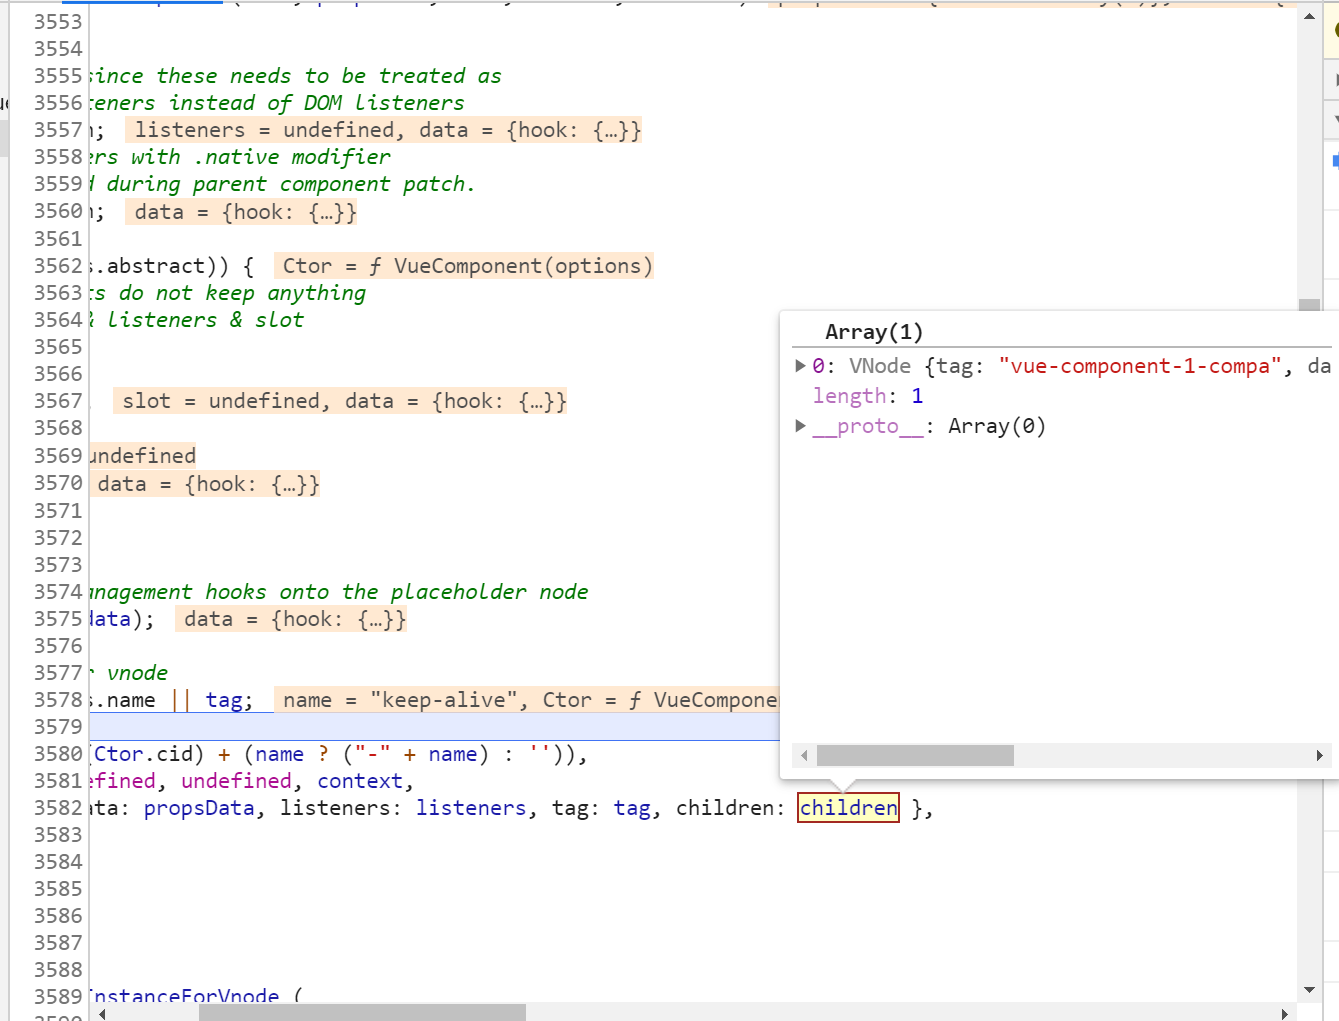 3553
3554
3555 since these needs to be treated as
3556 teners instead of DOM listeners
3557 ; listeners = undefined, data = {hook: {…}}
3558 ers with .native modifier
3559 d during parent component patch.
3560 ; data = {hook: {…}}
3561
3562 s.abstract)) { Ctor = ƒ VueComponent(options)
3563 ts do not keep anything
3564 & listeners & slot
3565
3566
3567 slot = undefined, data = {hook: {…}}
3568
3569 undefined
3570 data = {hook: {…}}
3571
3572
3573
3574 anagement hooks onto the placeholder node
3575 data); data = {hook: {…}}
3576
3577 r vnode
3578 s.name || tag; name = "keep-alive", Ctor = ƒ VueCompone
3579
3580 (Ctor.cid) + (name ? ("-" + name) : '')),
3581 efined, undefined, context,
3582 ata: propsData, listeners: listeners, tag: tag, children: children },
3583
3584
3585
3586
3587
3588
3589 InstanceForVnode (
Array(1)
0: VNode {tag: "vue-component-1-compa", da
length: 1
__proto__: Array(0)